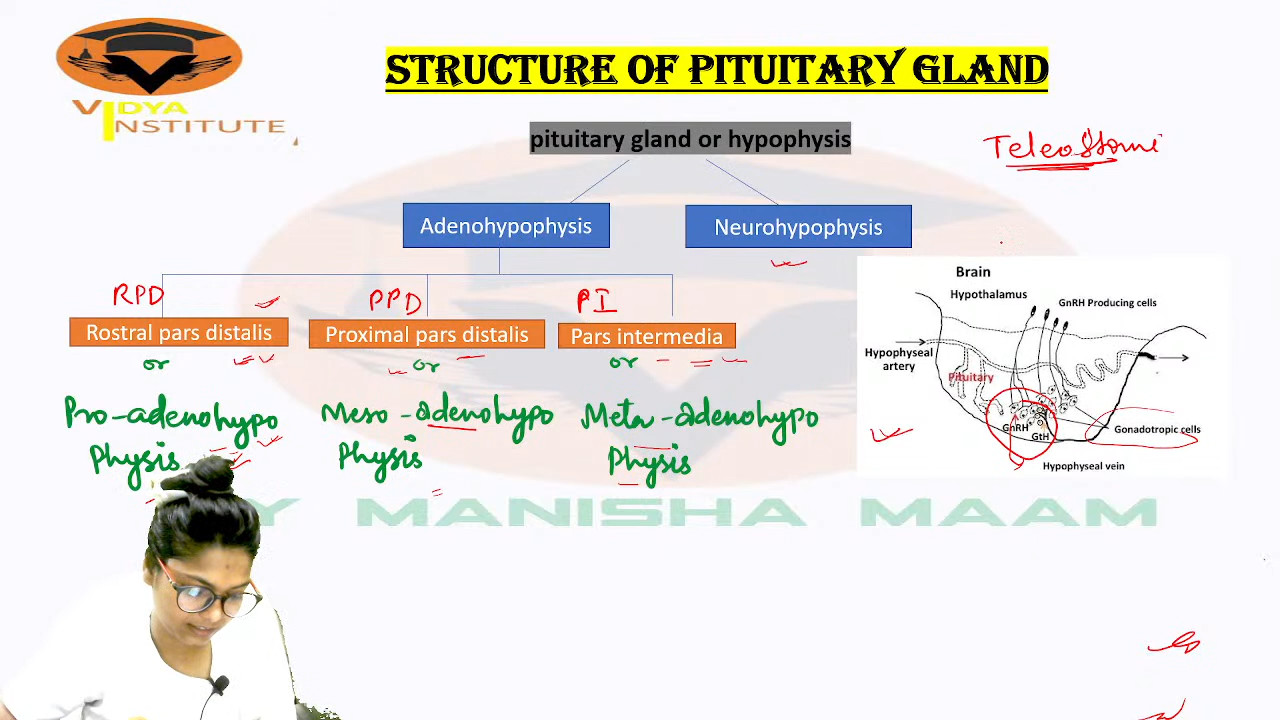 VIDYA
INSTITUTE
STRUCTURE OF PITUITARY GLAND
pituitary gland or hypophysis
Teleostomi
Adenohypophysis
Neurohypophysis
RPD
PPD
PI
Rostral pars distalis
Proximal pars distalis
Pars intermedia
or
or
or
Pro-adenohypo
Physis
Meso-adenohypo
Physis
Meta-adenohypo
Physis
Brain
Hypothalamus
GnRH Producing cells
Hypophyseal
artery
Pituitary
GnRH
GtH
Gonadotropic cells
Hypophyseal vein
BY MANISHA MAAM